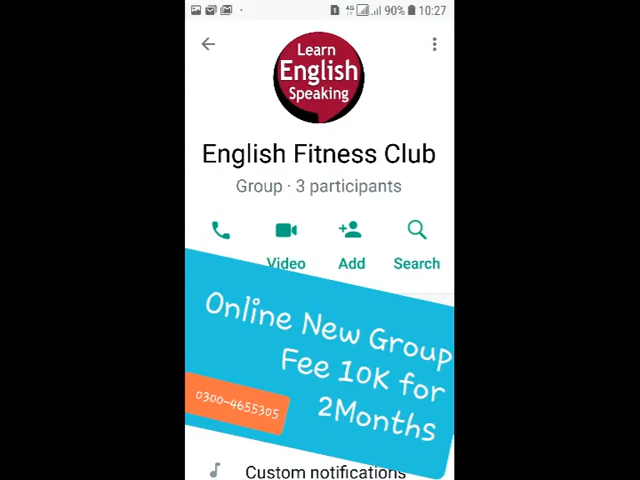 90% 10:27
Learn
English
Speaking
English Fitness Club
Group · 3 participants
Video Add Search
Online New Group
Fee 10K for
2Months
0300-4655305
Custom notifications